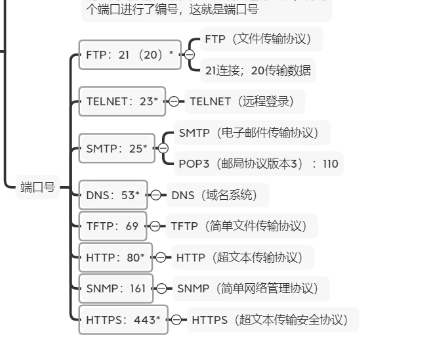 个端口进行了编号，这就是端口号
端口号
FTP：21 （20）*
FTP（文件传输协议）
21连接；20传输数据
TELNET：23*
TELNET（远程登录）
SMTP：25*
SMTP（电子邮件传输协议）
POP3（邮局协议版本3）：110
DNS：53*
DNS（域名系统）
TFTP：69
TFTP（简单文件传输协议）
HTTP：80*
HTTP（超文本传输协议）
SNMP：161
SNMP（简单网络管理协议）
HTTPS：443*
HTTPS（超文本传输安全协议）